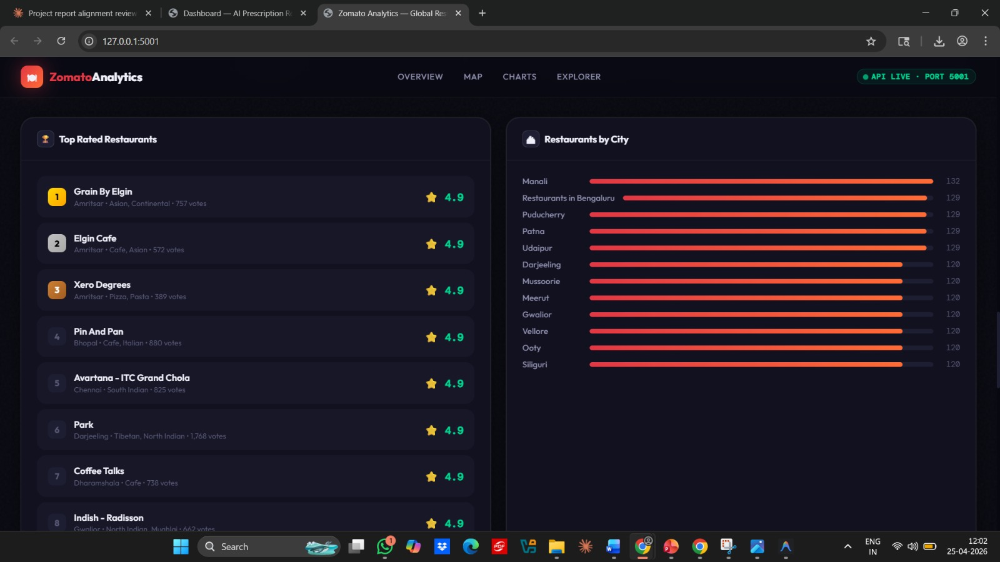 Project report alignment review
Dashboard — AI Prescription Re
Zomato Analytics — Global Res
127.0.0.1:5001
ZomatoAnalytics
OVERVIEW
MAP
CHARTS
EXPLORER
API LIVE · PORT 5001
Top Rated Restaurants
1
Grain By Elgin
Amritsar • Asian, Continental • 757 votes
4.9
2
Elgin Cafe
Amritsar • Cafe, Asian • 572 votes
4.9
3
Xero Degrees
Amritsar • Pizza, Pasta • 389 votes
4.9
4
Pin And Pan
Bhopal • Cafe, Italian • 880 votes
4.9
5
Avartana - ITC Grand Chola
Chennai • South Indian • 825 votes
4.9
6
Park
Darjeeling • Tibetan, North Indian • 1,768 votes
4.9
7
Coffee Talks
Dharamshala • Cafe • 738 votes
4.9
8
Indish - Radisson
Gwalior • North Indian, Mughlai • 662 votes
4.9
Restaurants by City
Manali 132
Restaurants in Bengaluru 129
Puducherry 129
Patna 129
Udaipur 129
Darjeeling 120
Mussoorie 120
Meerut 120
Gwalior 120
Vellore 120
Ooty 120
Siliguri 120
Search
1
PDF
W
P
ENG
IN
12:02
25-04-2026